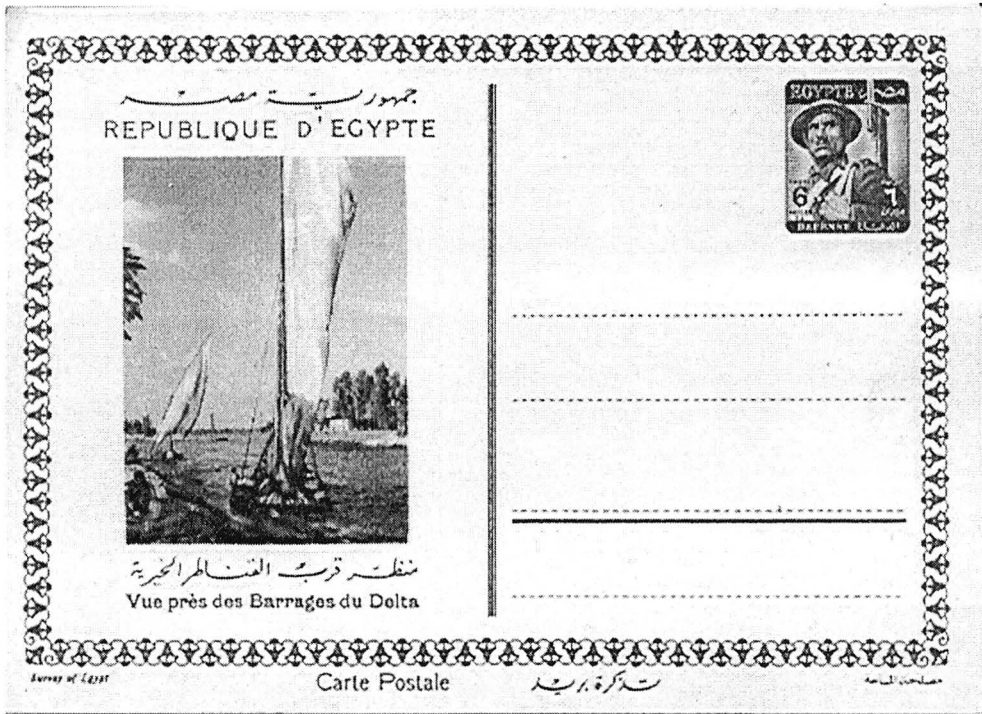 جمهورية مصر
REPUBLIQUE D'EGYPTE
منظر قرب القناطر الخيرية
Vue près des Barrages du Delta
EGYPTE مصر
6
٦
DEFENSE
Survey of Egypt
Carte Postale
تذكرة بريد
مصلحة المساحة